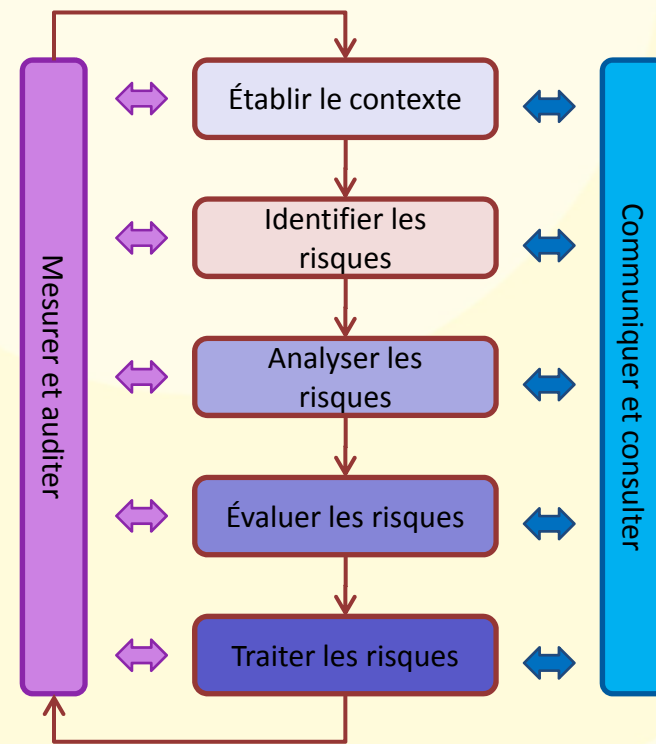 Établir le contexte
Identifier les
risques
Analyser les
risques
Évaluer les risques
Traiter les risques
Mesurer et auditer
Communiquer et consulter